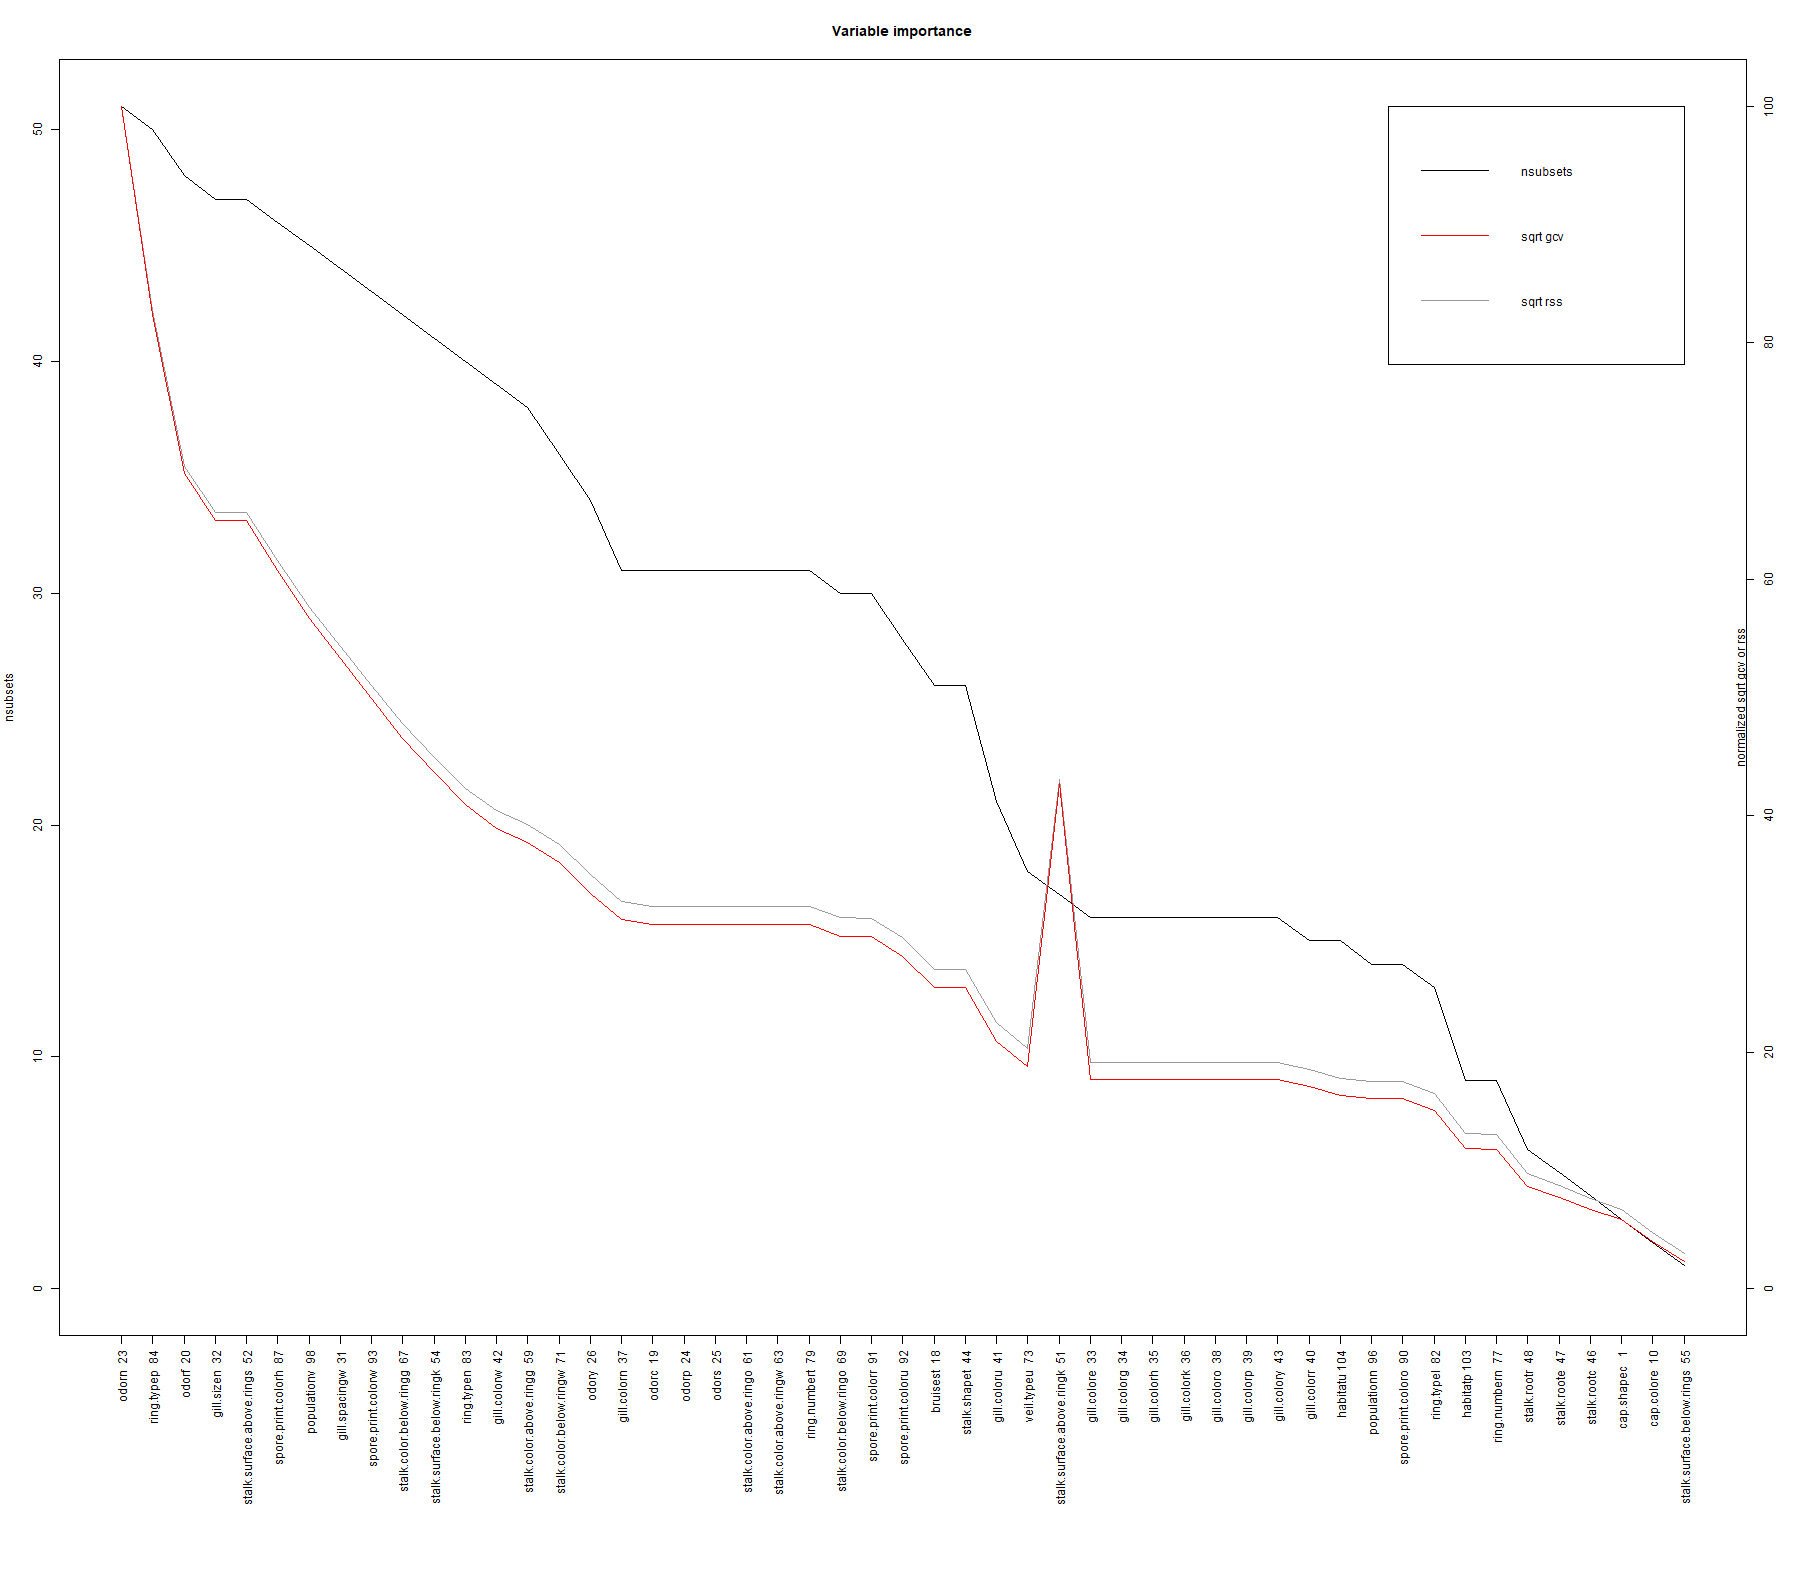 Variable importance
nsubsets
sqrt gcv
sqrt rss
50
40
30
20
10
0
nsubsets
100
80
60
40
20
0
normalized sqrt gcv or rss
odorn 23
ring.typep 84
odorf 20
gill.sizen 32
stalk.surface.above.rings 52
spore.print.colorh 87
populationv 98
gill.spacingw 31
spore.print.colorw 93
stalk.color.below.ringg 67
stalk.surface.below.ringk 54
ring.typen 83
gill.colorw 42
stalk.color.above.ringg 59
stalk.color.below.ringw 71
odory 26
gill.colorn 37
odorc 19
odorp 24
odors 25
stalk.color.above.ringo 61
stalk.color.above.ringw 63
ring.numbert 79
stalk.color.below.ringo 69
spore.print.colorr 91
spore.print.coloru 92
bruisest 18
stalk.shapet 44
gill.coloru 41
veil.typeu 73
stalk.surface.above.ringk 51
gill.colore 33
gill.colorg 34
gill.colorh 35
gill.colork 36
gill.coloro 38
gill.colorp 39
gill.colory 43
gill.colorr 40
habitatu 104
populationn 96
spore.print.coloro 90
ring.typel 82
habitatp 103
ring.numbern 77
stalk.rootr 48
stalk.roote 47
stalk.rootc 46
cap.shapec 1
cap.colore 10
stalk.surface.below.rings 55